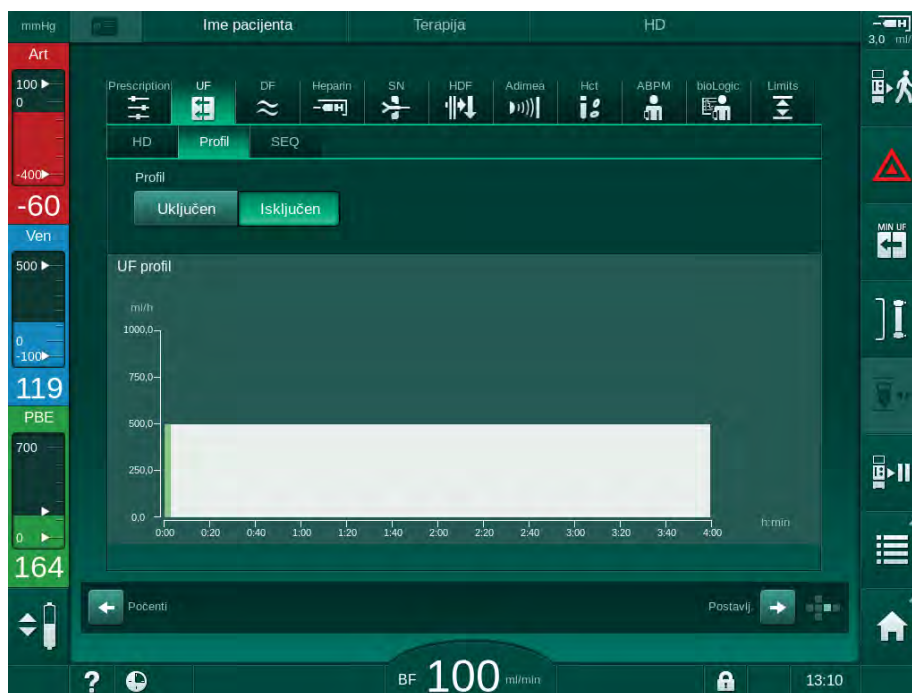 mmHg
Ime pacijenta
Terapija
HD
3,0 ml/
Art
100
0
-400
-60
Ven
500
0
-100
119
PBE
700
0
164
Prescription
UF
DF
Heparin
SN
HDF
Adimea
Hct
ABPM
bioLogic
Limits
HD
Profil
SEQ
Profil
Uključen
Isključen
UF profil
ml/h
1000,0
750,0
500,0
250,0
0,0
0:00 0:20 0:40 1:00 1:20 1:40 2:00 2:20 2:40 3:00 3:20 3:40 4:00
h:min
MIN UF
Počenti
Postavlj.
?
BF 100 ml/min
13:10